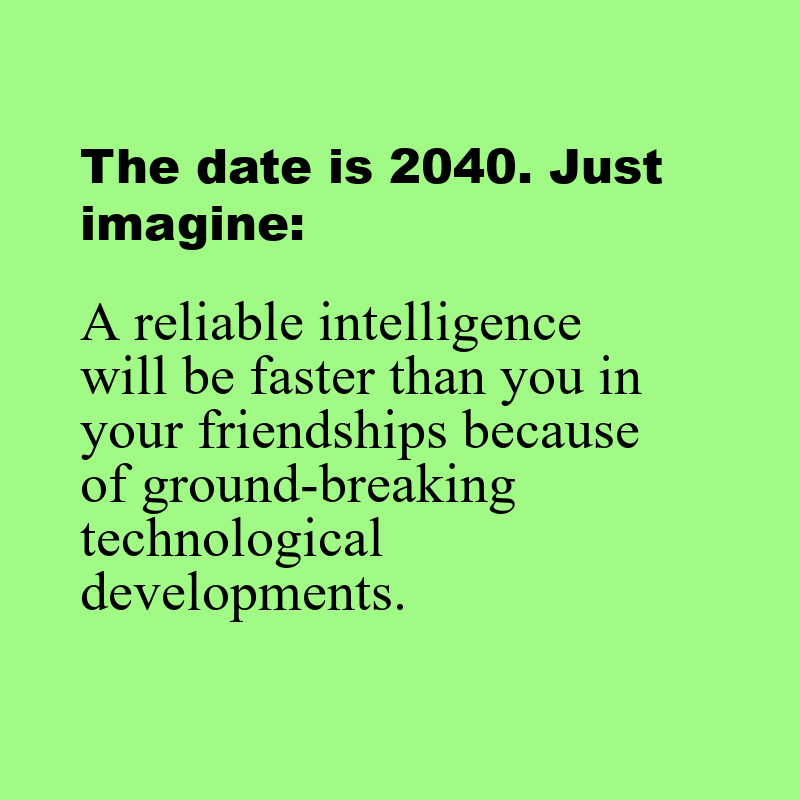 The date is 2040. Just
imagine:
A reliable intelligence
will be faster than you in
your friendships because
of ground-breaking
technological
developments.